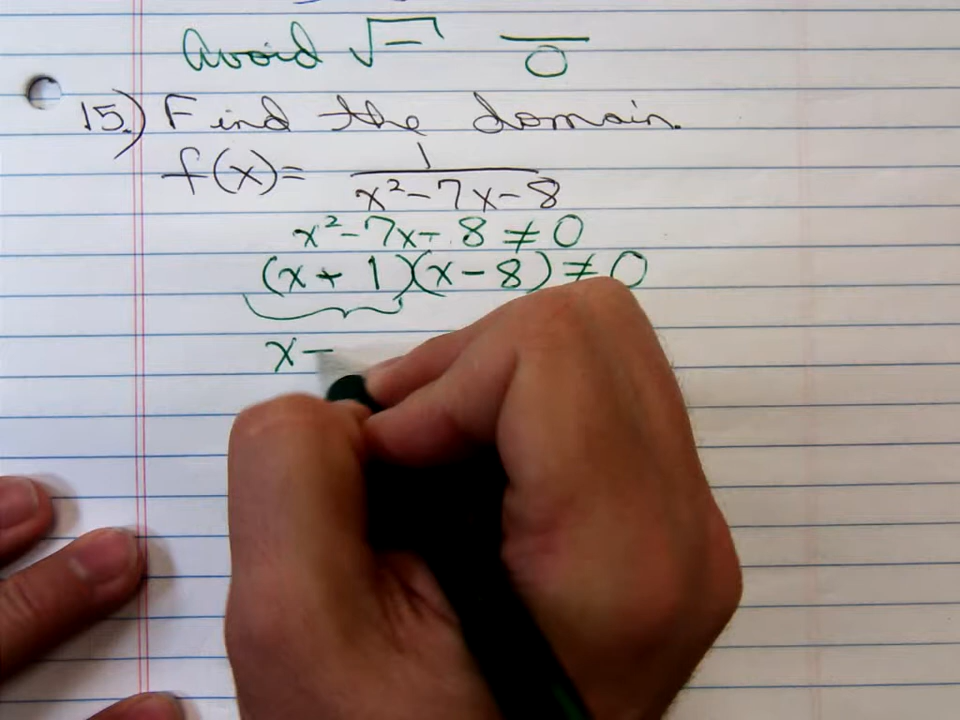 Avoid √− —/0
15.) Find the domain.
f(x)= 1/(x²−7x−8)
x²−7x−8 ≠ 0
(x + 1)(x−8) ≠ 0
x−